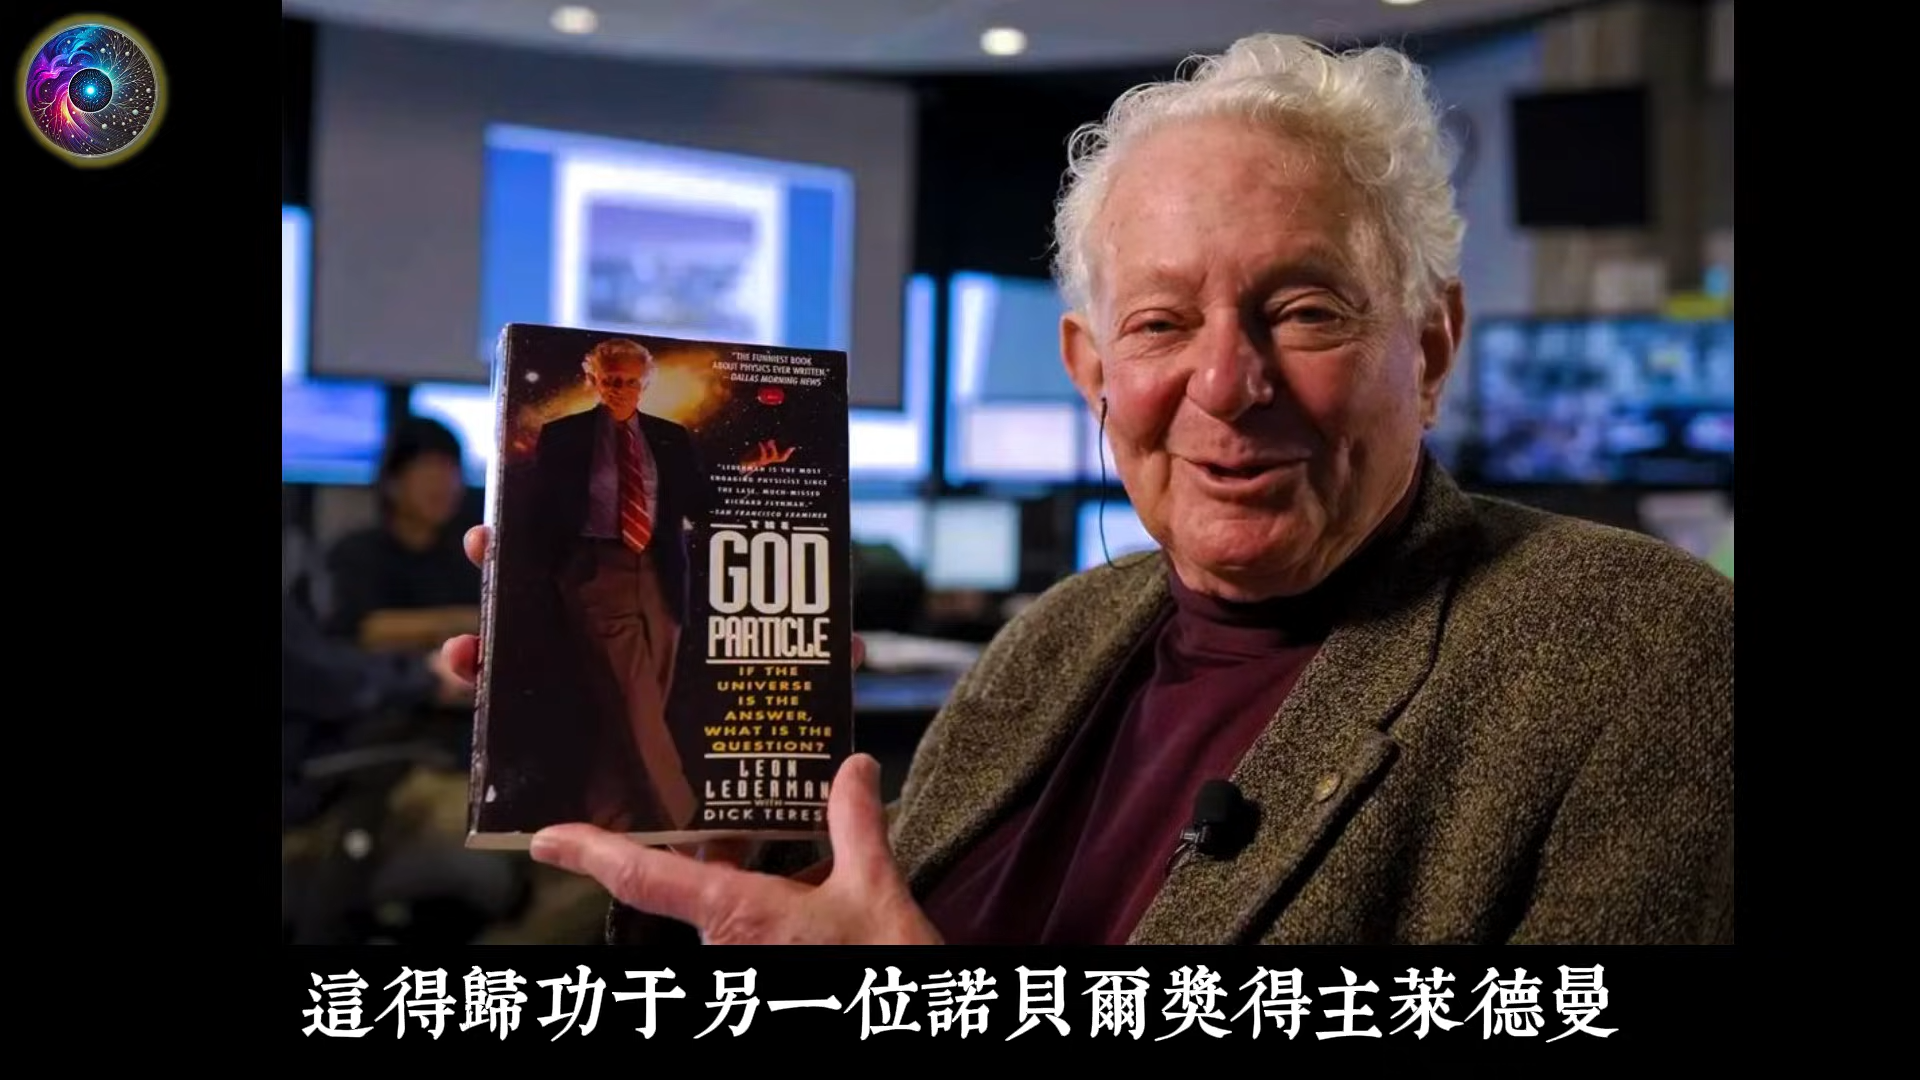 "THE FUNNIEST BOOK
ABOUT PHYSICS EVER WRITTEN."
– DALLAS MORNING NEWS
"LEDERMAN IS THE MOST
ENGAGING PHYSICIST SINCE
THE LATE, MUCH-MISSED
RICHARD FEYNMAN."
–SAN FRANCISCO EXAMINER
THE
GOD
PARTICLE
IF THE
UNIVERSE
IS THE
ANSWER,
WHAT IS THE
QUESTION?
LEON
LEDERMAN
WITH
DICK TERESI
這得歸功于另一位諾貝爾獎得主萊德曼